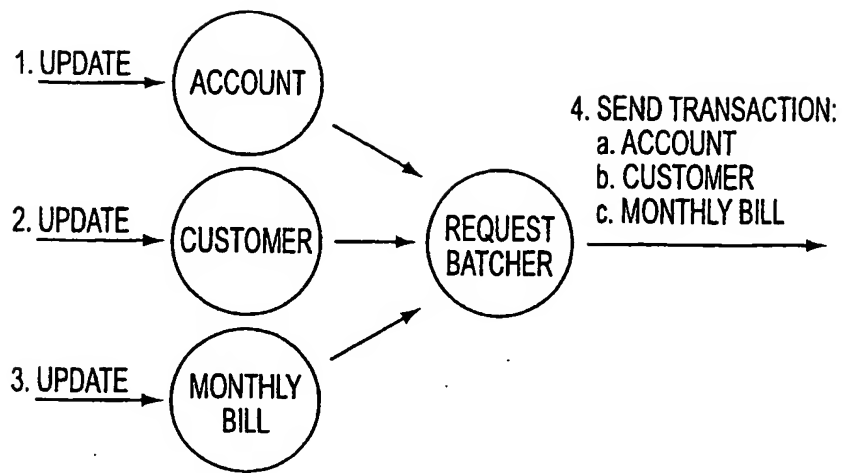 1. UPDATE
ACCOUNT
2. UPDATE
CUSTOMER
3. UPDATE
MONTHLY
BILL
REQUEST
BATCHER
4. SEND TRANSACTION:
a. ACCOUNT
b. CUSTOMER
c. MONTHLY BILL